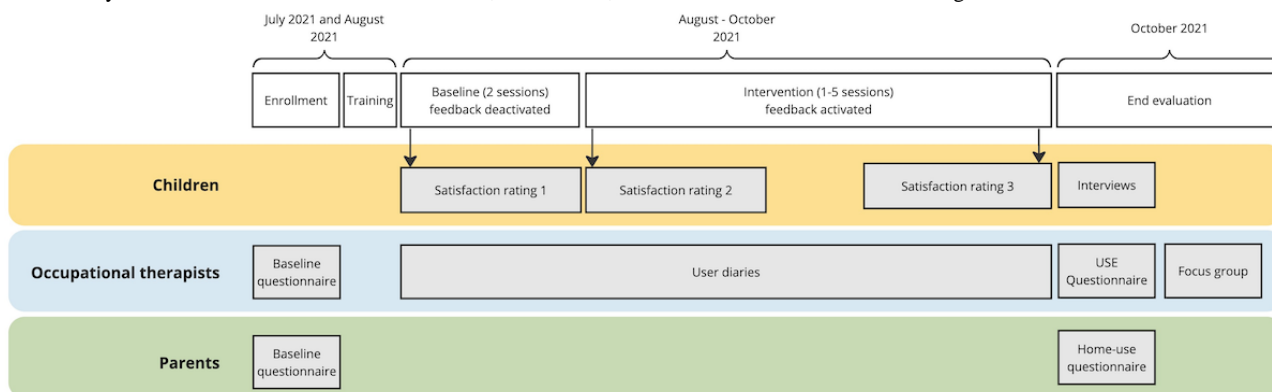 July 2021 and August
2021
August - October
2021
October 2021
Enrollment
Training
Baseline (2 sessions)
feedback deactivated
Intervention (1-5 sessions)
feedback activated
End evaluation
Children
Satisfaction rating 1
Satisfaction rating 2
Satisfaction rating 3
Interviews
Occupational therapists
Baseline
questionnaire
User diaries
USE
Questionnaire
Focus group
Parents
Baseline
questionnaire
Home-use
questionnaire